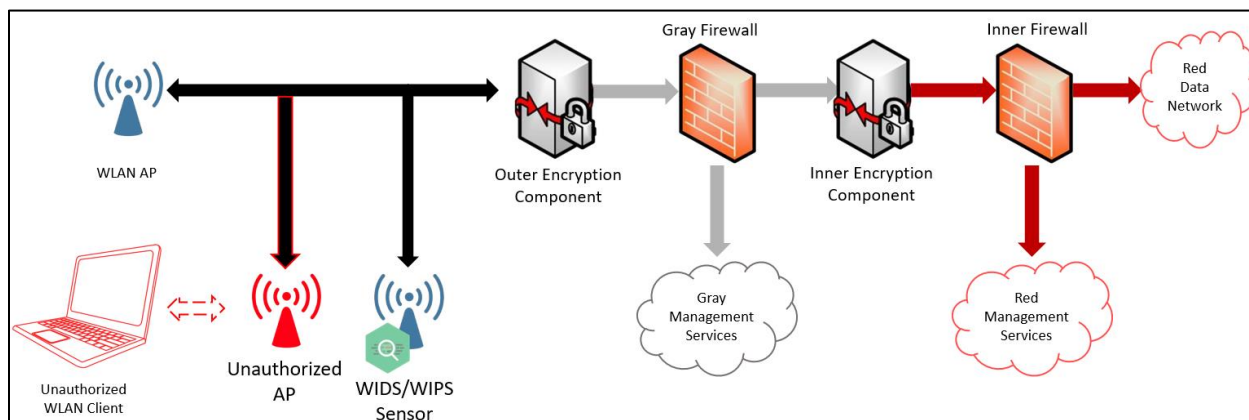 Gray Firewall
Inner Firewall
Red
Data
Network
WLAN AP
Outer Encryption
Component
Inner Encryption
Component
Gray
Management
Services
Red
Management
Services
Unauthorized
WLAN Client
Unauthorized
AP
WIDS/WIPS
Sensor